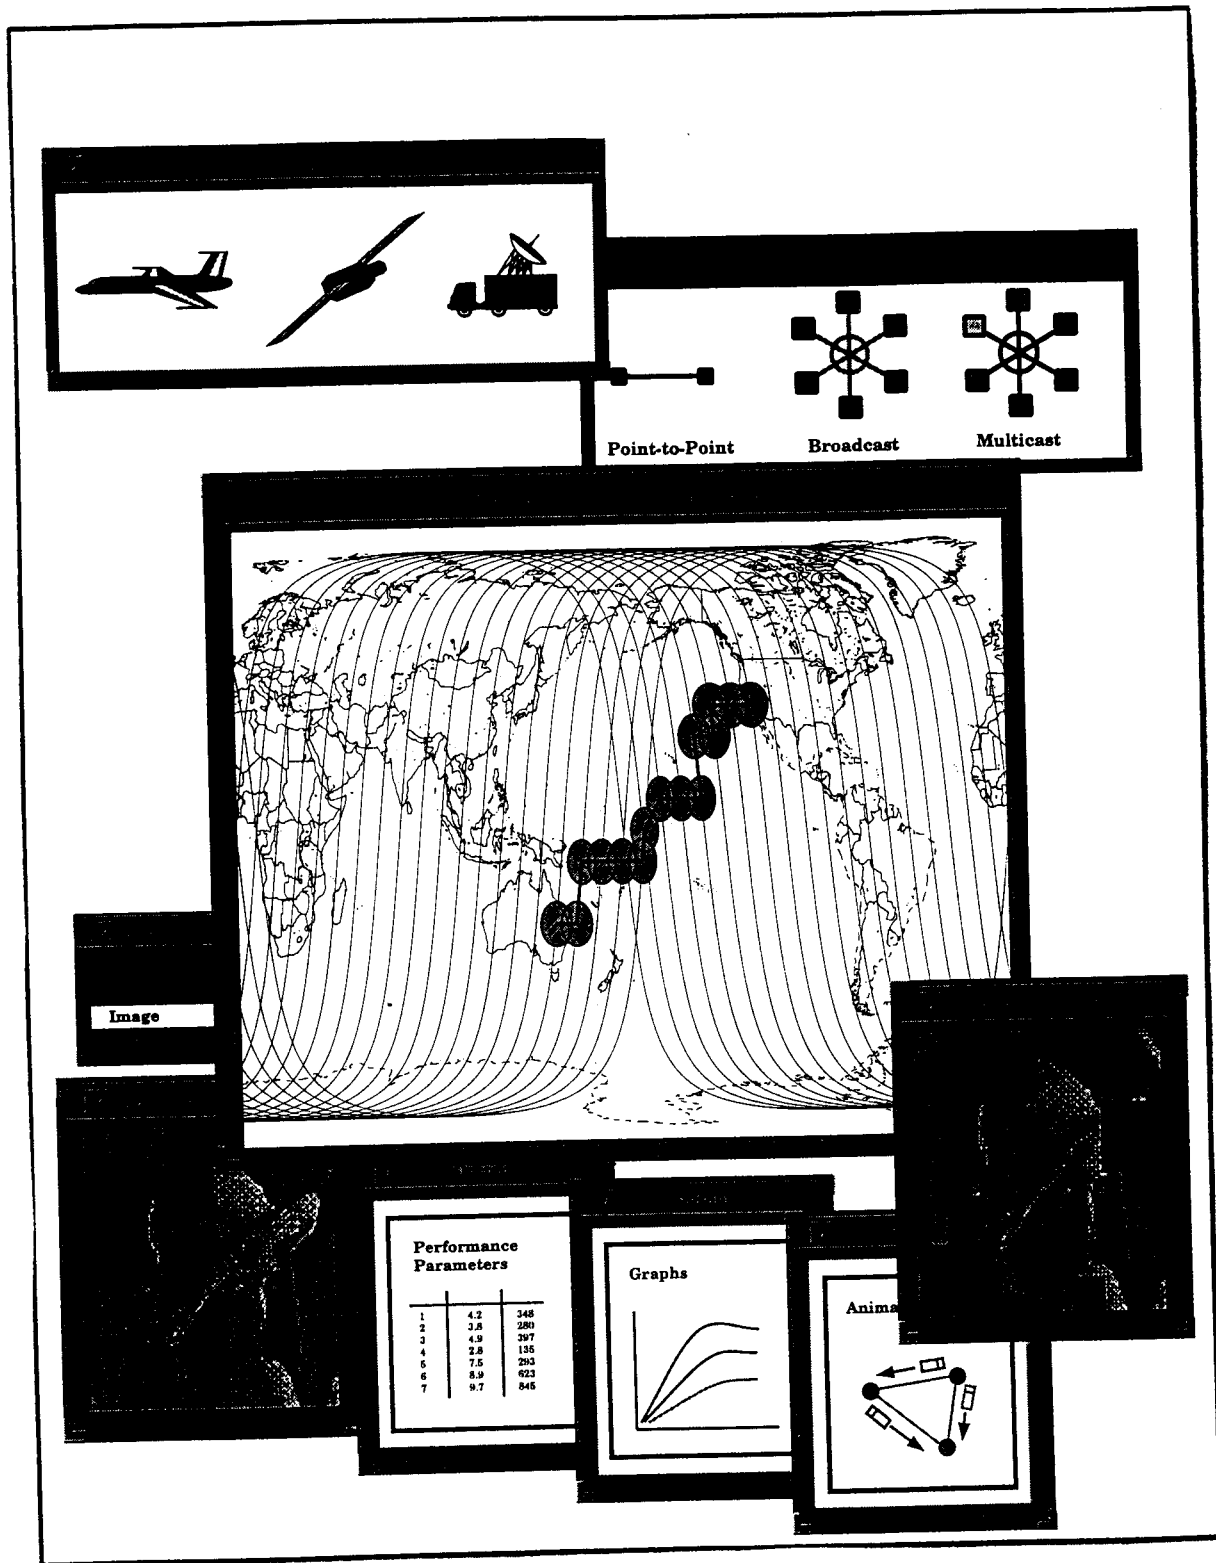 Point-to-Point
Broadcast
Multicast
Image
Performance
Parameters
1 4.2 348
2 3.8 280
3 4.9 397
4 2.8 135
5 7.5 293
6 8.9 623
7 9.7 845
Graphs
Anima